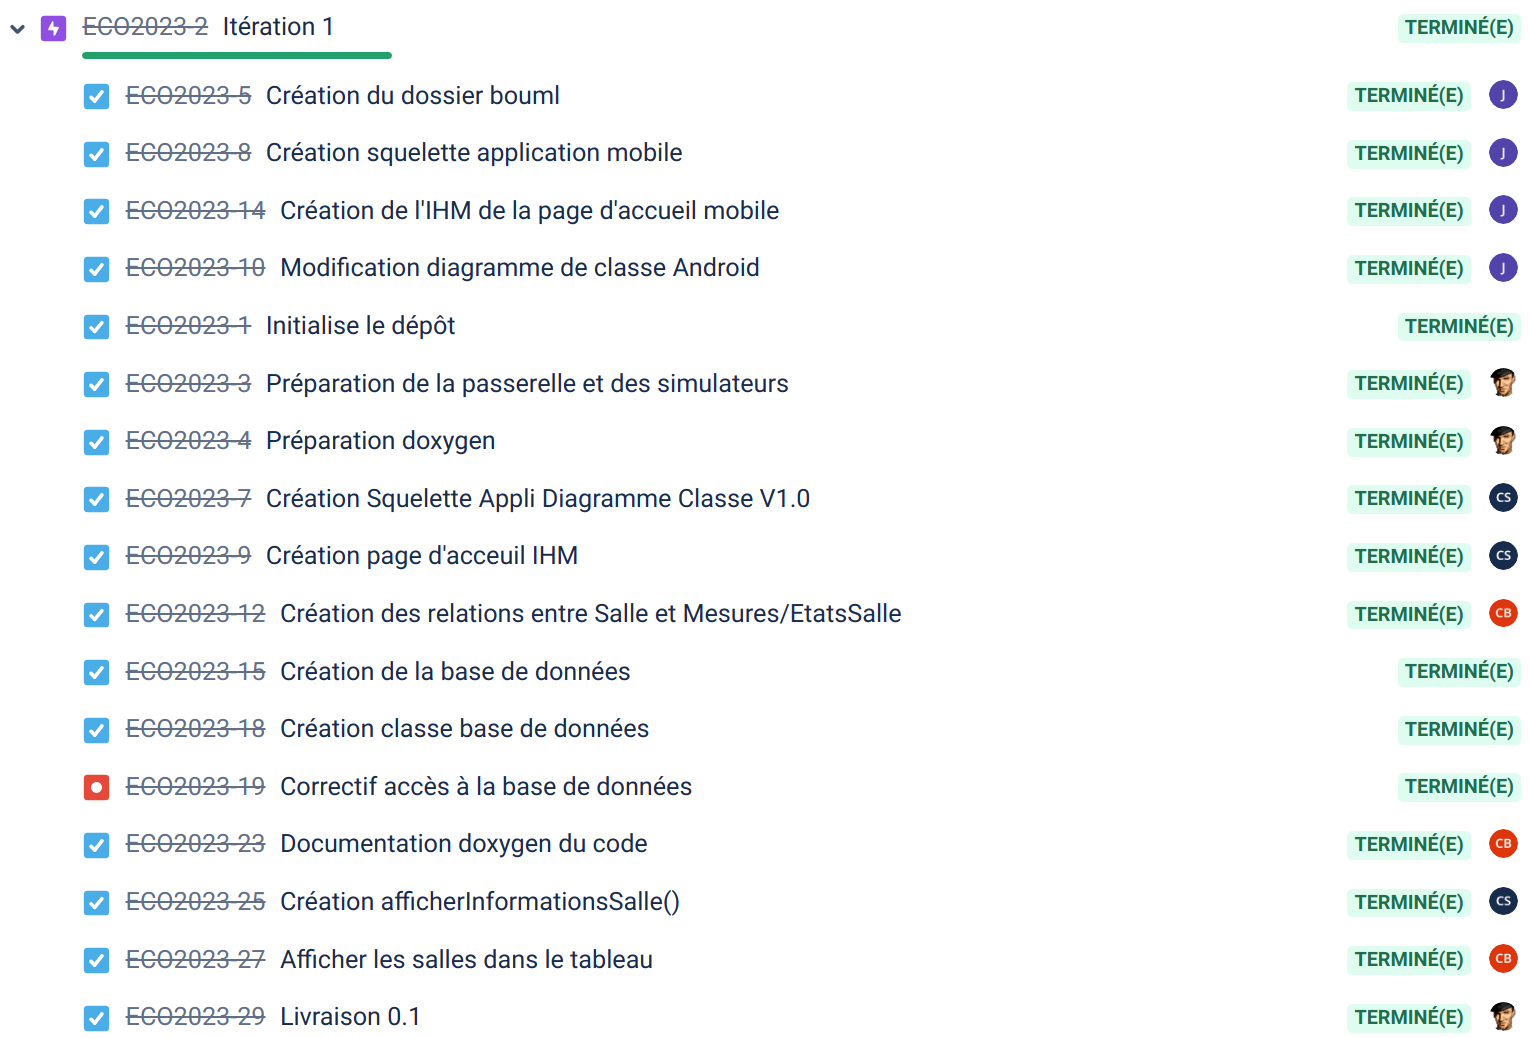 ECO2023-2 Itération 1 TERMINÉ(E)
ECO2023-5 Création du dossier bouml TERMINÉ(E) J
ECO2023-8 Création squelette application mobile TERMINÉ(E) J
ECO2023-14 Création de l'IHM de la page d'accueil mobile TERMINÉ(E) J
ECO2023-10 Modification diagramme de classe Android TERMINÉ(E) J
ECO2023-1 Initialise le dépôt TERMINÉ(E)
ECO2023-3 Préparation de la passerelle et des simulateurs TERMINÉ(E)
ECO2023-4 Préparation doxygen TERMINÉ(E)
ECO2023-7 Création Squelette Appli Diagramme Classe V1.0 TERMINÉ(E) CS
ECO2023-9 Création page d'acceuil IHM TERMINÉ(E) CS
ECO2023-12 Création des relations entre Salle et Mesures/EtatsSalle TERMINÉ(E) CB
ECO2023-15 Création de la base de données TERMINÉ(E)
ECO2023-18 Création classe base de données TERMINÉ(E)
ECO2023-19 Correctif accès à la base de données TERMINÉ(E)
ECO2023-23 Documentation doxygen du code TERMINÉ(E) CB
ECO2023-25 Création afficherInformationsSalle() TERMINÉ(E) CS
ECO2023-27 Afficher les salles dans le tableau TERMINÉ(E) CB
ECO2023-29 Livraison 0.1 TERMINÉ(E)